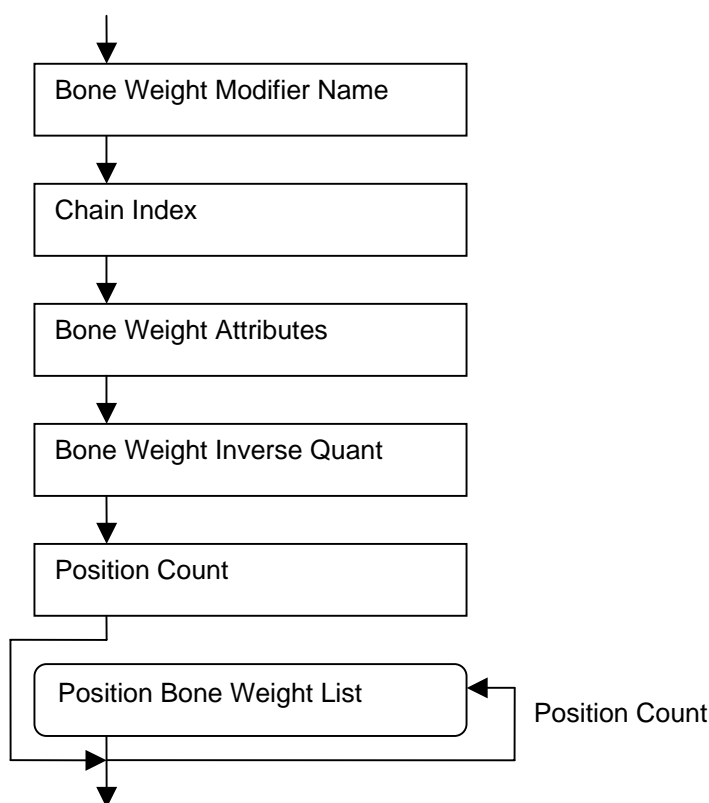 Bone Weight Modifier Name
Chain Index
Bone Weight Attributes
Bone Weight Inverse Quant
Position Count
Position Bone Weight List
Position Count